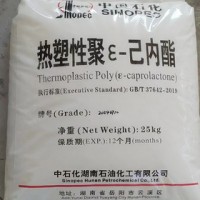 中国石化
Sinopec SINOPEC
热塑性聚ε-己内酯
Thermoplastic Poly(ε-caprolactone)
执行标准(Executive Standard): GB/T 37642-2019
牌号(Grade):
净重(Net Weight): 25kg
保质期(EXP.): 12个月(months)
中石化湖南石油化工有限公司
Sinopec Hunan Petrochemical Co., Ltd.